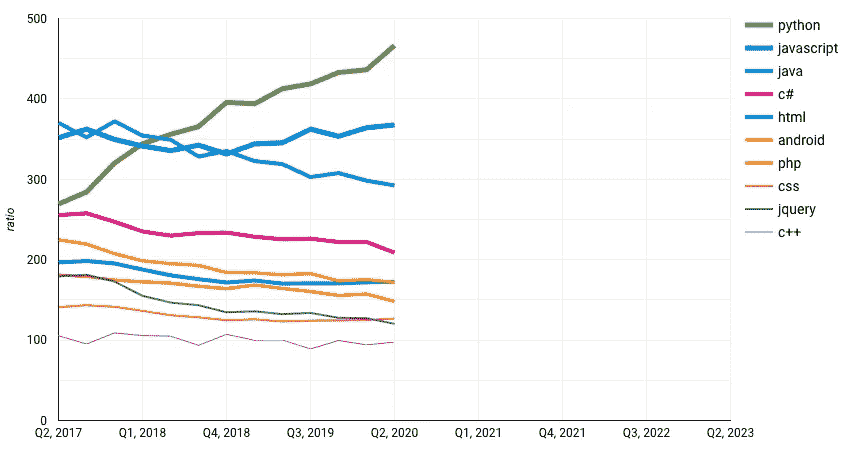 500
400
300
200
100
0
ratio
Q2, 2017
Q1, 2018
Q4, 2018
Q3, 2019
Q2, 2020
Q1, 2021
Q4, 2021
Q3, 2022
Q2, 2023
python
javascript
java
c#
html
android
php
css
jquery
c++